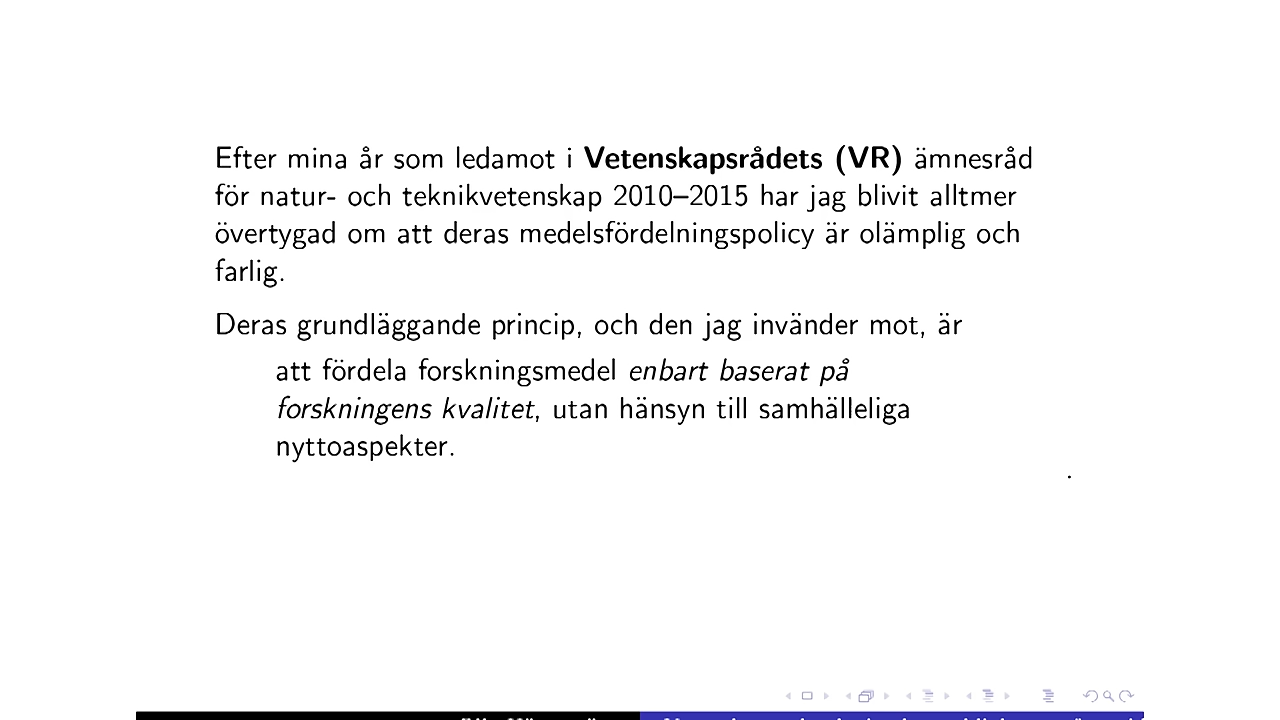 Efter mina år som ledamot i Vetenskapsrådets (VR) ämnesråd
för natur- och teknikvetenskap 2010–2015 har jag blivit alltmer
övertygad om att deras medelsfördelningspolicy är olämplig och
farlig.
Deras grundläggande princip, och den jag invänder mot, är
att fördela forskningsmedel enbart baserat på
forskningens kvalitet, utan hänsyn till samhälleliga
nyttoaspekter.
.